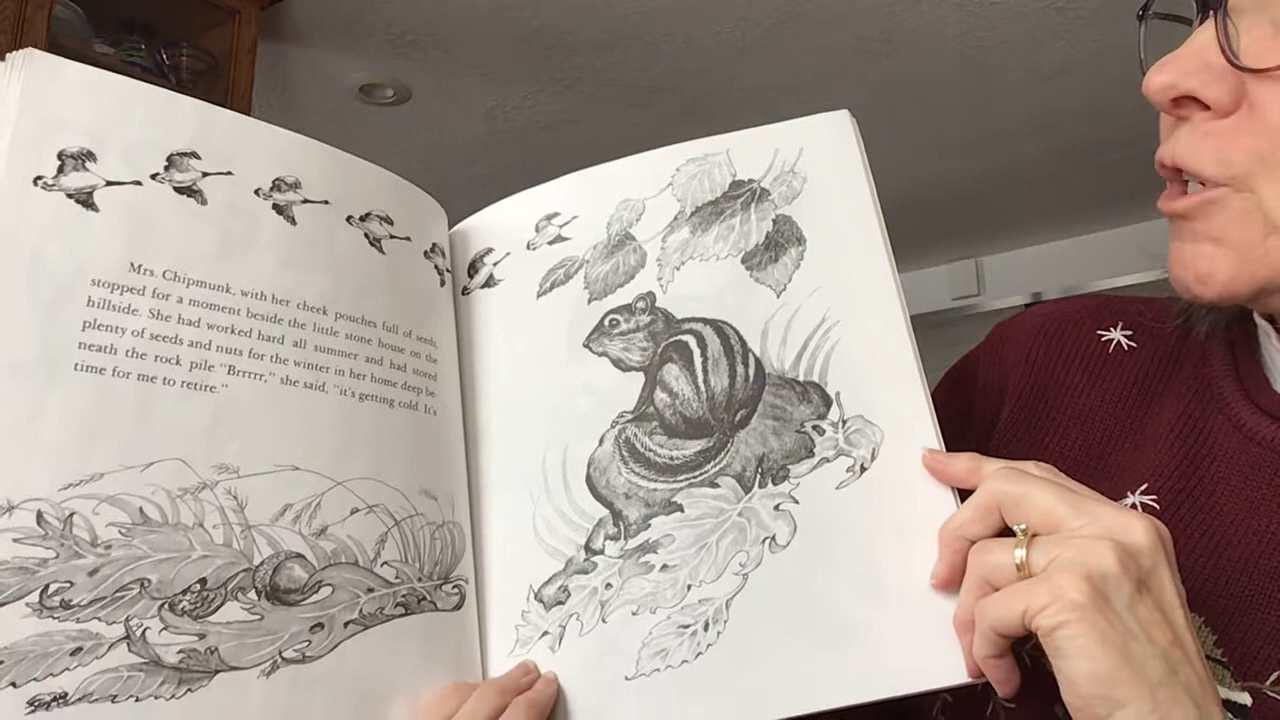 Mrs. Chipmunk, with her cheek pouches full of seeds,
stopped for a moment beside the little stone house on the
hillside. She had worked hard all summer and had stored
plenty of seeds and nuts for the winter in her home deep be-
neath the rock pile "Brrrrr," she said, "it's getting cold. It's
time for me to retire."